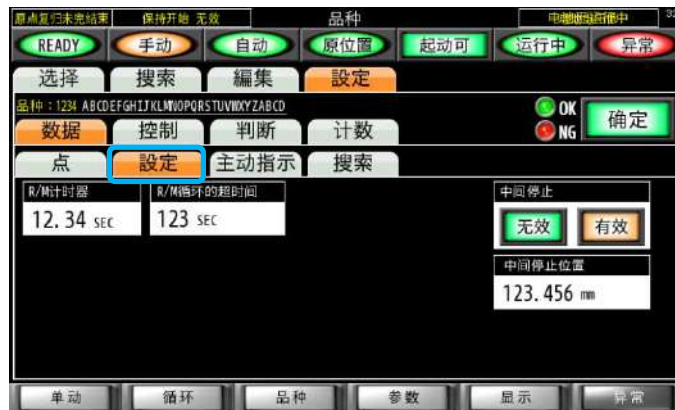 原点复归未完結束 保持开始 无效 品种
READY 手动 自动 原位置 起动可 运行中 异常
选择 搜索 編集 設定
品种:1234 ABCDEFGHIJKLMNOPQRSTUVWXYZABCD
OK
NG
确定
数据 控制 判断 计数
点 設定 主动指示 搜索
R/M计时器 R/M循环的超时间 中间停止
12.34 SEC 123 SEC
无效 有效
中间停止位置
123.456 mm
单动 循环 品种 参数 显示 异常